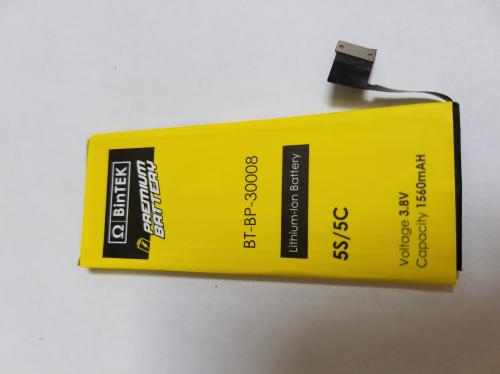 Ω BinTEK
PREMIUM
BATTERY
BT-BP-30008
Lithium-Ion Battery
5S/5C
Voltage 3.8V
Capacity 1560mAH